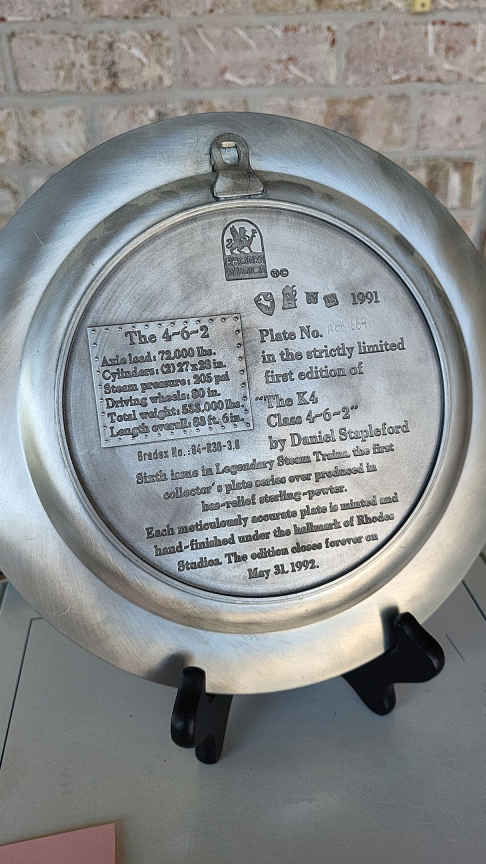 ®©
1991
Plate No.
in the strictly limited
first edition of
"The K4
Class 4-6-2"
by Daniel Stapleford
The 4-6-2
Axle load: 72,000 lbs.
Cylinders: (2) 27 x 28 in.
Steam pressure: 205 psi
Driving wheels: 80 in.
Total weight: 533,000 lbs.
Length overall: 83 ft. 6 in.
Bradex No.: 84-R30-3.6
Sixth issue in Legendary Steam Trains, the first
collector's plate series ever produced in
bas-relief sterling-pewter.
Each meticulously accurate plate is minted and
hand-finished under the hallmark of Rhodes
Studios. The edition closes forever on
May 31, 1992.